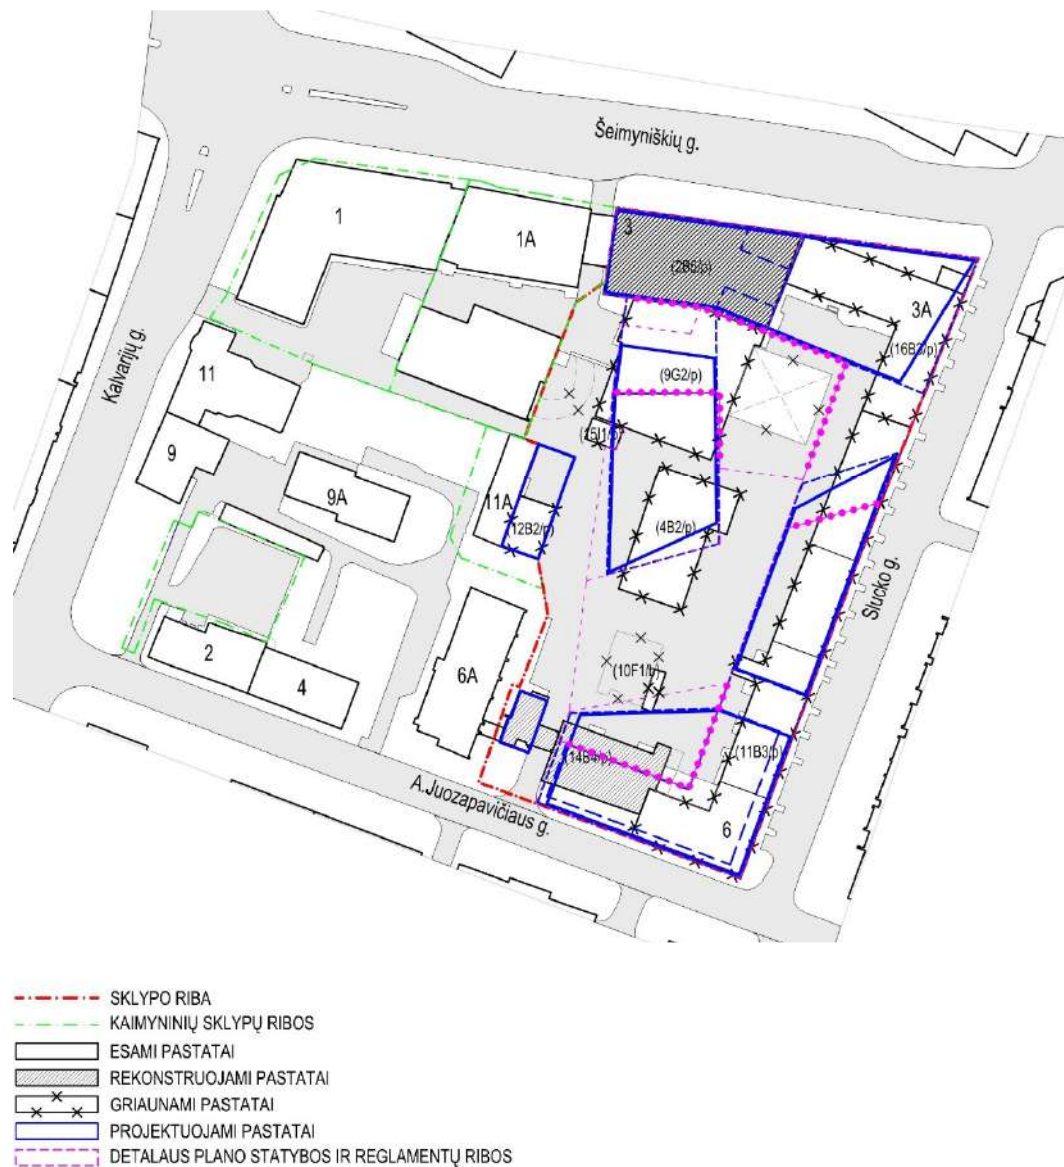 Šeimyniškių g.
1
1A
3
(2B5/p)
3A
(16B3/p)
Kalvarijų g.
11
(9G2/p)
9
9A
11A
12B2/p)
(4B2/p)
Slucko g.
2
4
6A
(10F1/b)
(14B4/p)
(11B3/p)
6
A.Juozapavičiaus g.
SKLYPO RIBA
KAIMYNINIŲ SKLYPŲ RIBOS
ESAMI PASTATAI
REKONSTRUOJAMI PASTATAI
GRIAUNAMI PASTATAI
PROJEKTUOJAMI PASTATAI
DETALAUS PLANO STATYBOS IR REGLAMENTŲ RIBOS